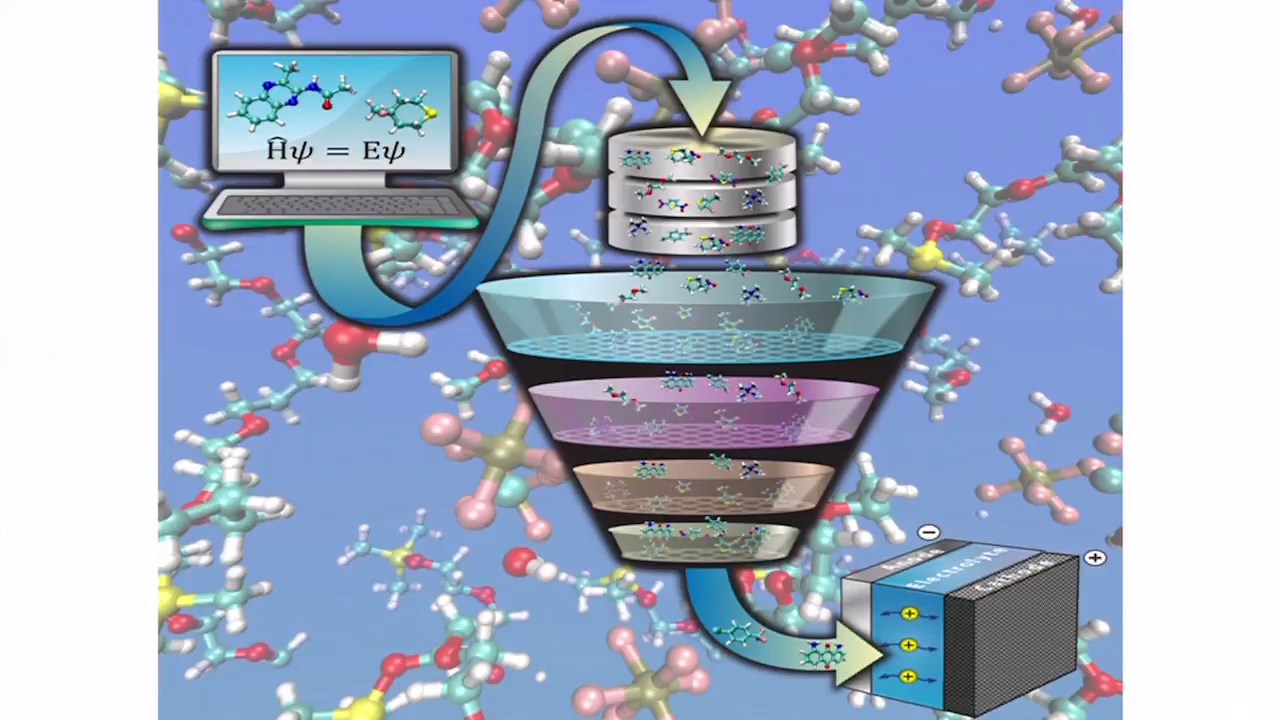 Ĥψ = Eψ
−
+
Anode
Electrolyte
Cathode
+
+
+